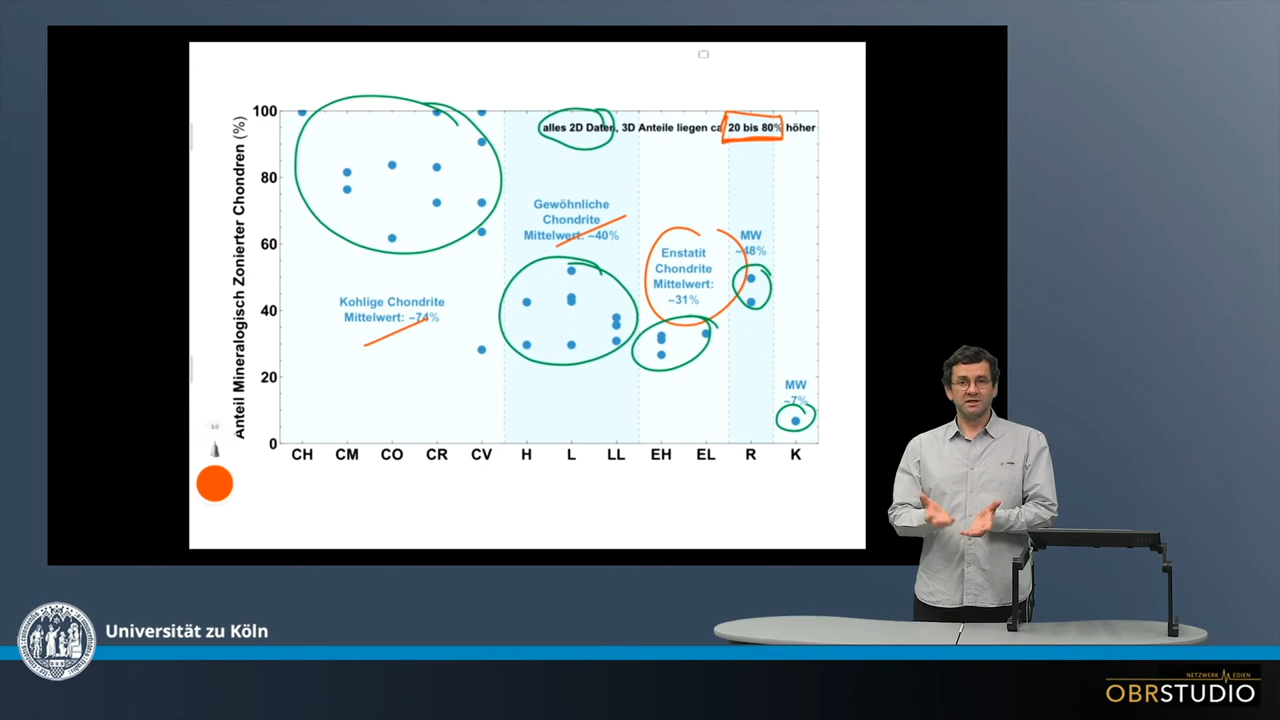 Anteil Mineralogisch Zonierter Chondren (%)
100
80
60
40
20
0
alles 2D Daten, 3D Anteile liegen ca 20 bis 80% höher
Gewöhnliche
Chondrite
Mittelwert: ~40%
MW
~48%
Enstatit
Chondrite
Mittelwert:
~31%
Kohlige Chondrite
Mittelwert: ~74%
MW
~7%
3.0
CH CM CO CR CV H L LL EH EL R K
Universität zu Köln
NETZWERK MEDIEN
OBRSTUDIO